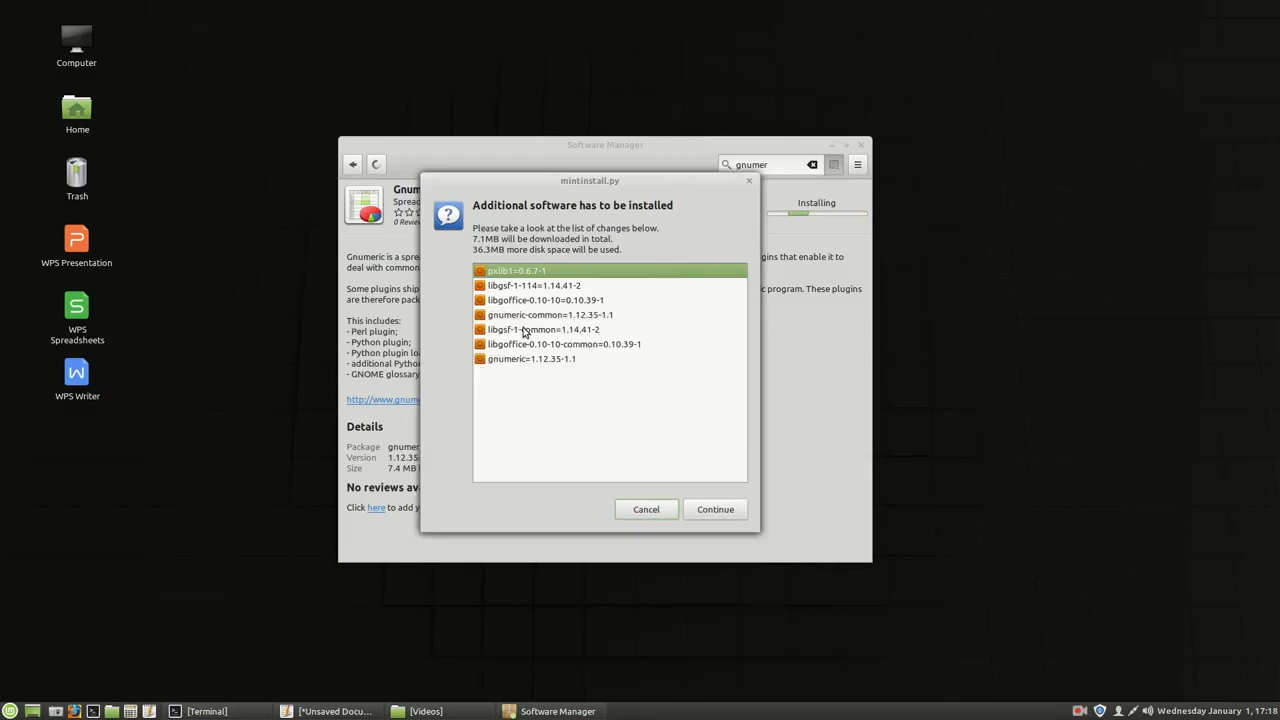 Computer
Home
Trash
WPS Presentation
WPS
Spreadsheets
WPS Writer
Software Manager
gnumer
Gnum
Sprea
0 Revie
Installing
Gnumeric is a sprea
gins that enable it to
deal with common
Some plugins ship
c program. These plugins
are therefore pack
This includes:
- Perl plugin;
- Python plugin;
- Python plugin loa
- additional Pytho
- GNOME glossary
http://www.gnume
Details
Package gnumer
Version 1.12.35-
Size 7.4 MB
No reviews ava
Click here to add y
mintinstall.py
Additional software has to be installed
Please take a look at the list of changes below.
7.1MB will be downloaded in total.
36.3MB more disk space will be used.
pxlib1=0.6.7-1
libgsf-1-114=1.14.41-2
libgoffice-0.10-10=0.10.39-1
gnumeric-common=1.12.35-1.1
libgsf-1-common=1.14.41-2
libgoffice-0.10-10-common=0.10.39-1
gnumeric=1.12.35-1.1
Cancel
Continue
[Terminal]
[*Unsaved Docu...
[Videos]
Software Manager
Wednesday January 1, 17:18